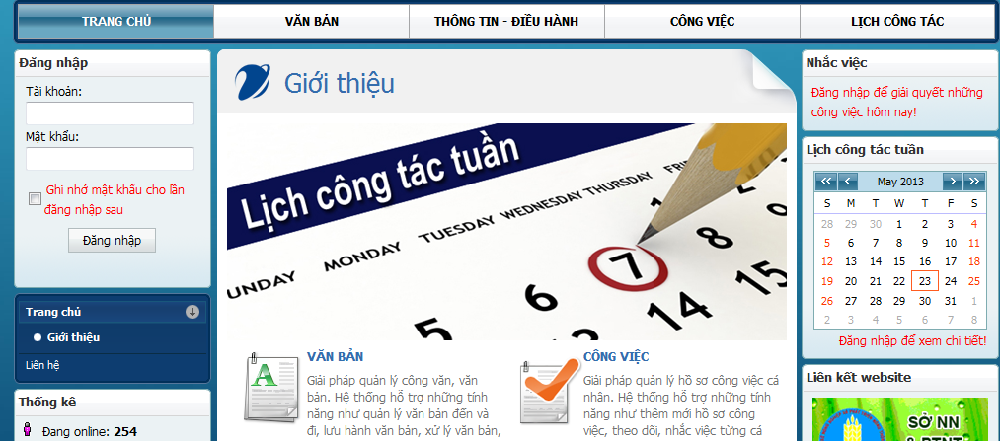 TRANG CHỦ VĂN BẢN THÔNG TIN - ĐIỀU HÀNH CÔNG VIỆC LỊCH CÔNG TÁC
Đăng nhập
Tài khoản:
Mật khẩu:
Ghi nhớ mật khẩu cho lần
đăng nhập sau
Đăng nhập
Trang chủ
Giới thiệu
Liên hệ
Thống kê
Đang online: 254
Giới thiệu
Lịch công tác tuần
UNDAY MONDAY TUESDAY WEDNESDAY THURSDAY FRI
5 6 7 8
14 15
VĂN BẢN
Giải pháp quản lý công văn, văn
bản. Hệ thống hỗ trợ những tính
năng như quản lý văn bản đến và
đi, lưu hành văn bản, xử lý văn bản,
CÔNG VIỆC
Giải pháp quản lý hồ sơ công việc cá
nhân. Hệ thống hỗ trợ những tính
năng như thêm mới hồ sơ công
việc, theo dõi, nhắc việc từng cá
Nhắc việc
Đăng nhập để giải quyết những
công việc hôm nay!
Lịch công tác tuần
May 2013
S M T W T F S
28 29 30 1 2 3 4
5 6 7 8 9 10 11
12 13 14 15 16 17 18
19 20 21 22 23 24 25
26 27 28 29 30 31 1
2 3 4 5 6 7 8
Đăng nhập để xem chi tiết!
Liên kết website
SỞ NN
& PTNT